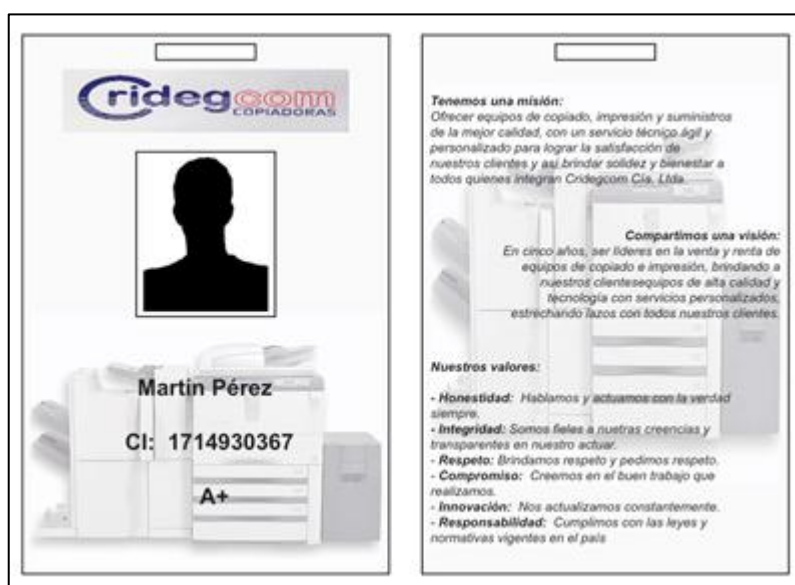 Cridegcom
COPIADORAS
Martín Pérez
CI: 1714930367
A+
Tenemos una misión:
Ofrecer equipos de copiado, impresión y suministros
de la mejor calidad, con un servicio técnico ágil y
personalizado para lograr la satisfacción de
nuestros clientes y así brindar solidez y bienestar a
todos quienes integran Cridegcom Cía. Ltda.
Compartimos una visión:
En cinco años, ser líderes en la venta y renta de
equipos de copiado e impresión, brindando a
nuestros clientesequipos de alta calidad y
tecnología con servicios personalizados,
estrechando lazos con todos nuestros clientes.
Nuestros valores:
- Honestidad: Hablamos y actuamos con la verdad
siempre.
- Integridad: Somos fieles a nuetras creencias y
transparentes en nuestro actuar.
- Respeto: Brindamos respeto y pedimos respeto.
- Compromiso: Creemos en el buen trabajo que
realizamos.
- Innovación: Nos actualizamos constantemente.
- Responsabilidad: Cumplimos con las leyes y
normativas vigentes en el país